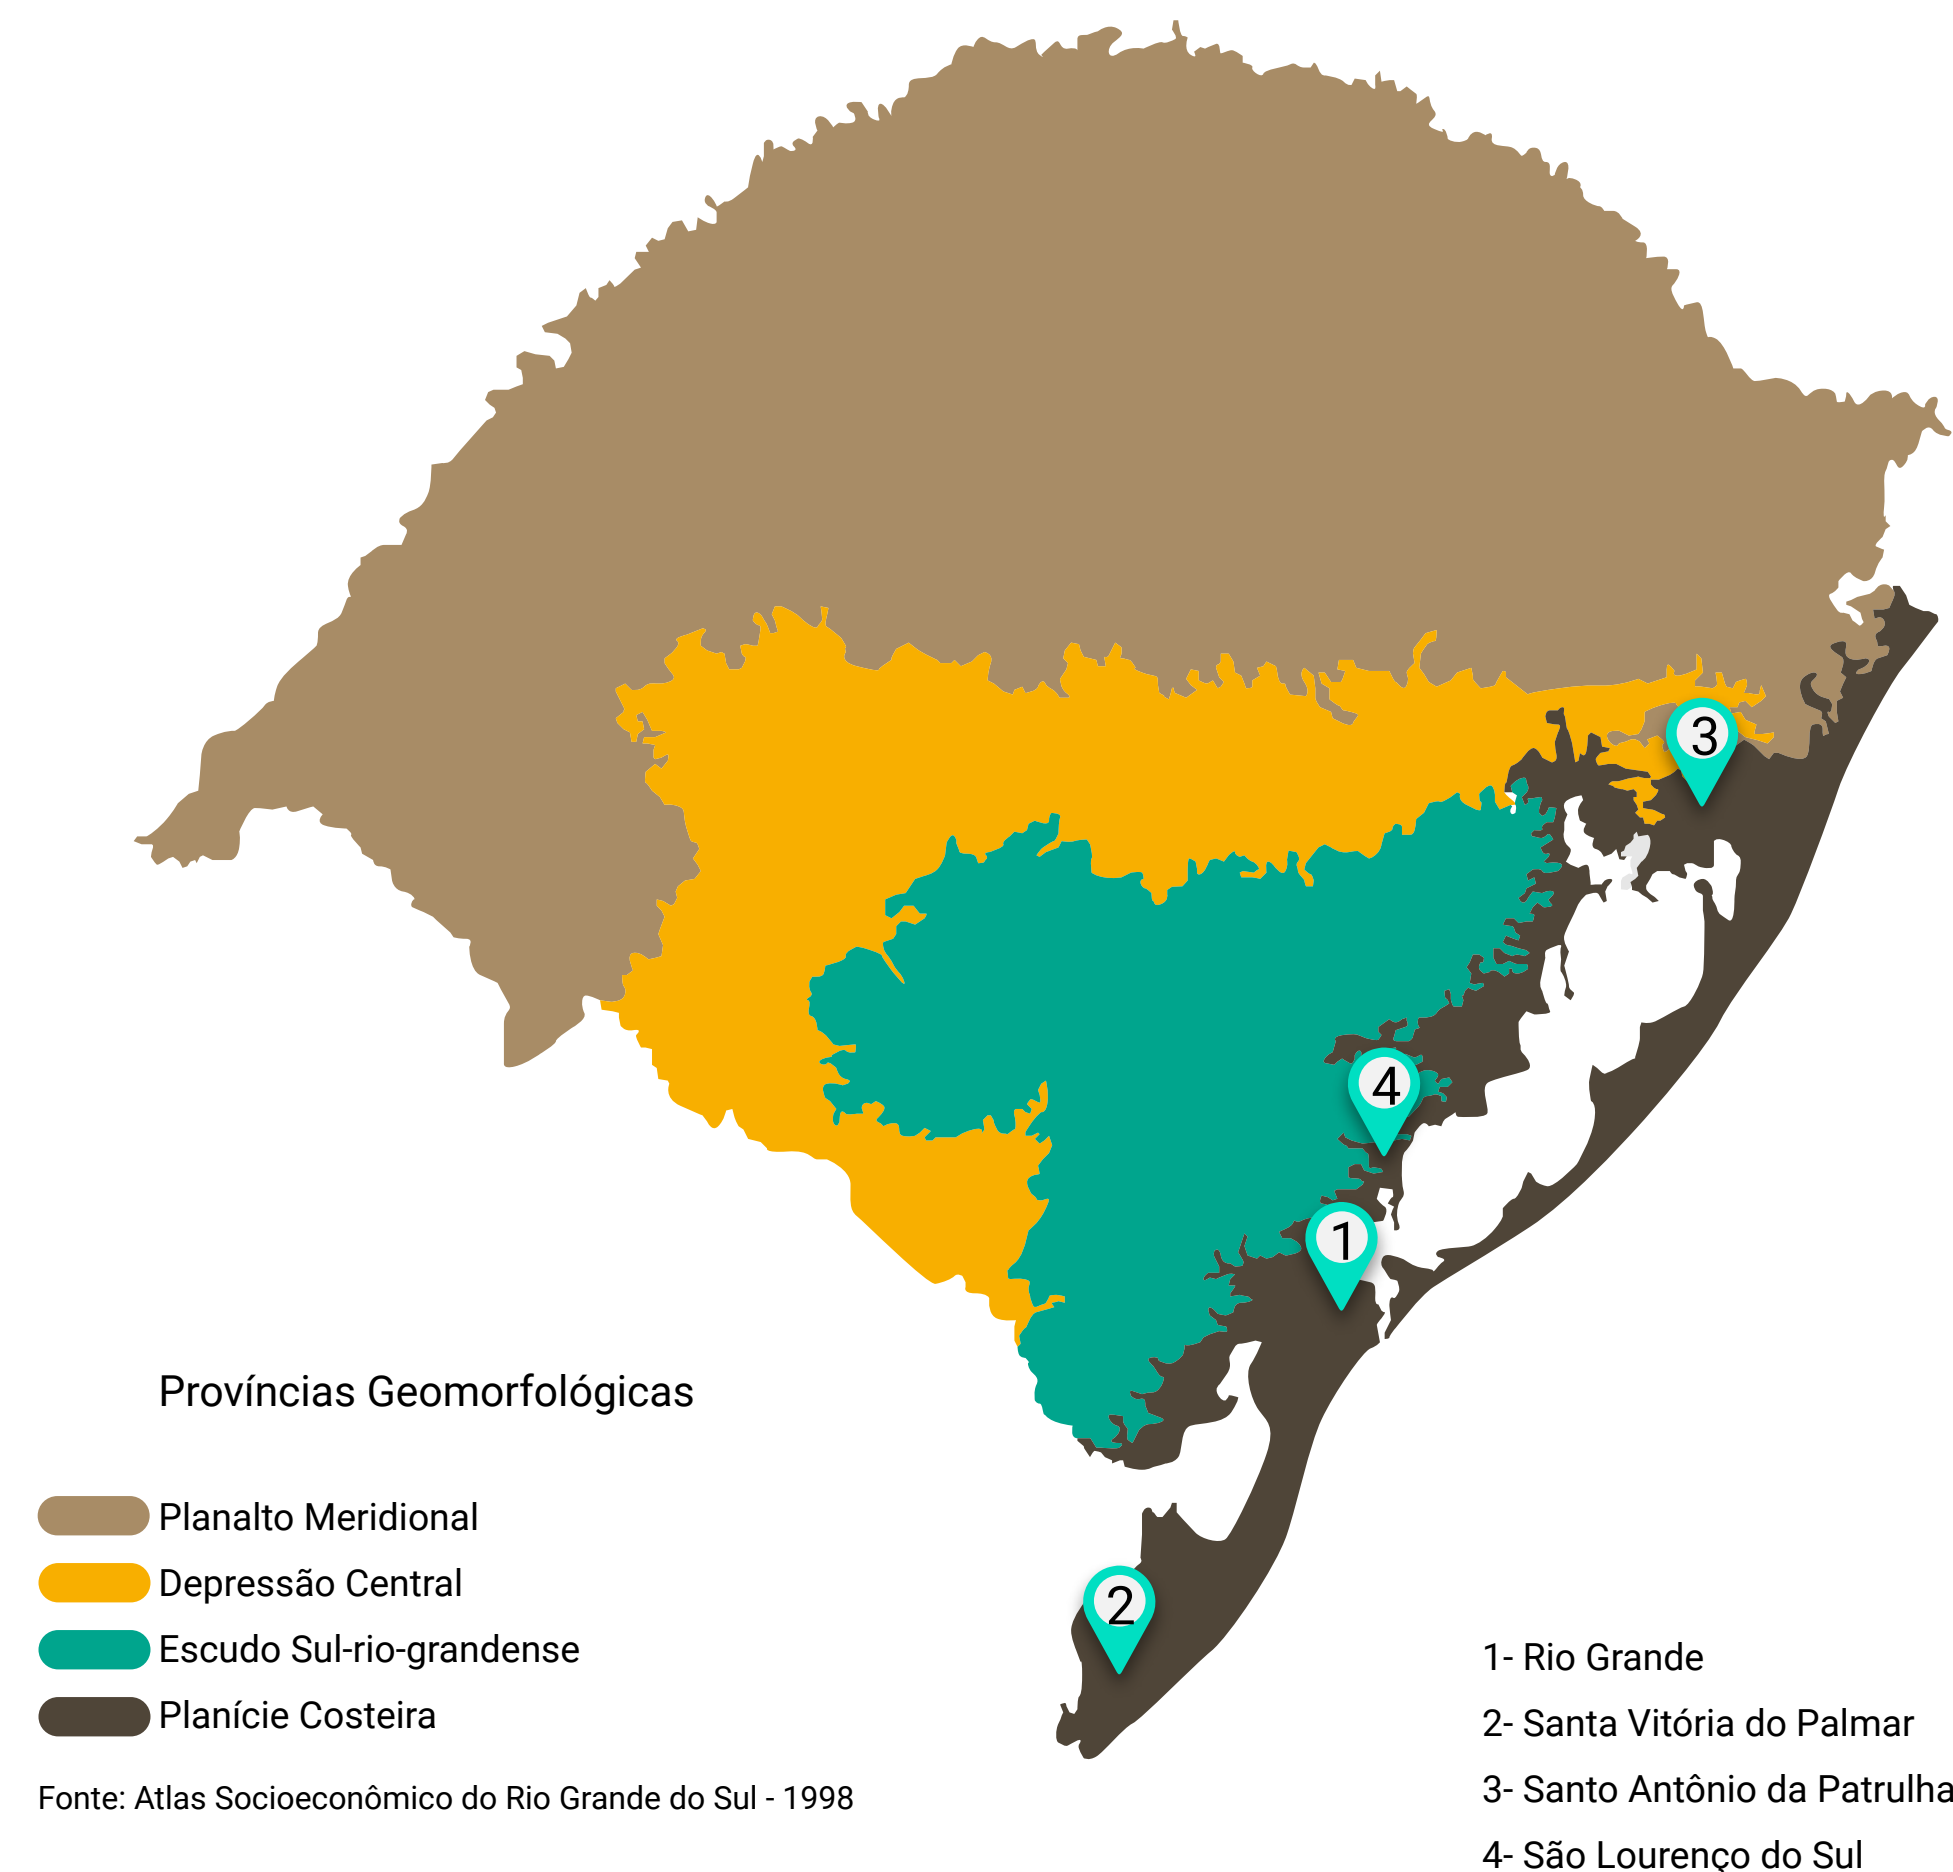 3
4
1
2
Províncias Geomorfológicas
Planalto Meridional
Depressão Central
Escudo Sul-rio-grandense
Planície Costeira
Fonte: Atlas Socioeconômico do Rio Grande do Sul - 1998
1- Rio Grande
2- Santa Vitória do Palmar
3- Santo Antônio da Patrulha
4- São Lourenço do Sul